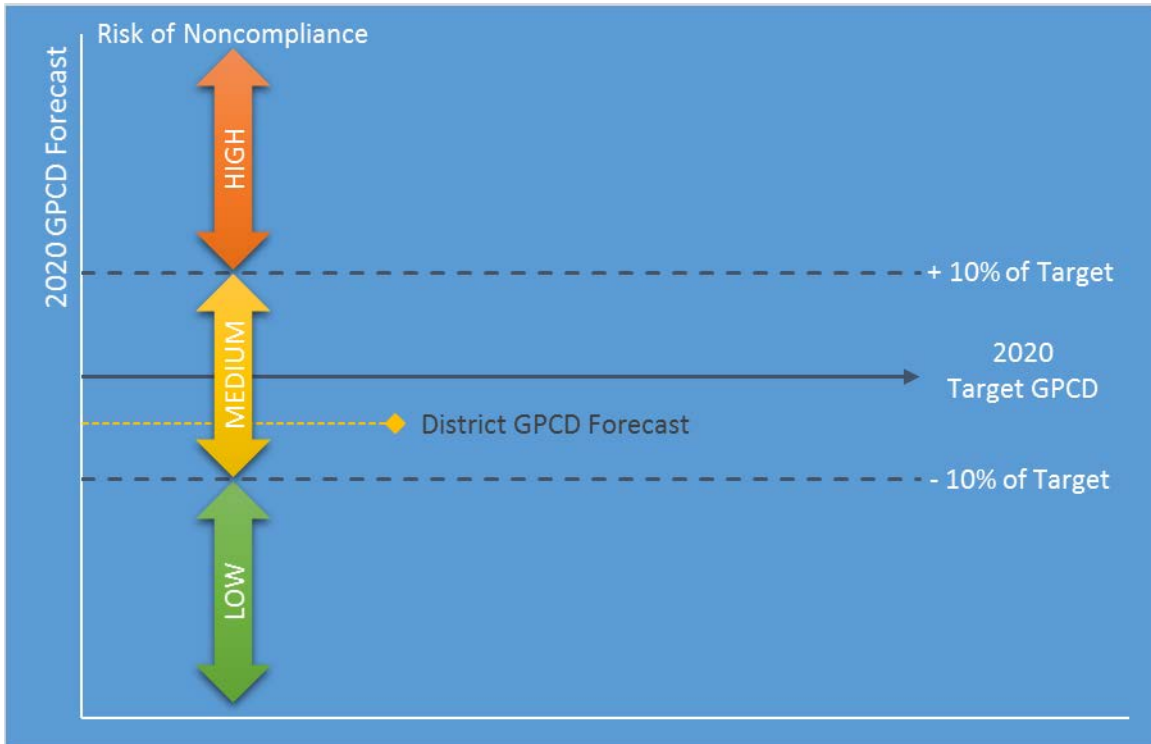 Risk of Noncompliance
2020 GPCD Forecast
HIGH
+ 10% of Target
MEDIUM
2020
Target GPCD
District GPCD Forecast
- 10% of Target
LOW